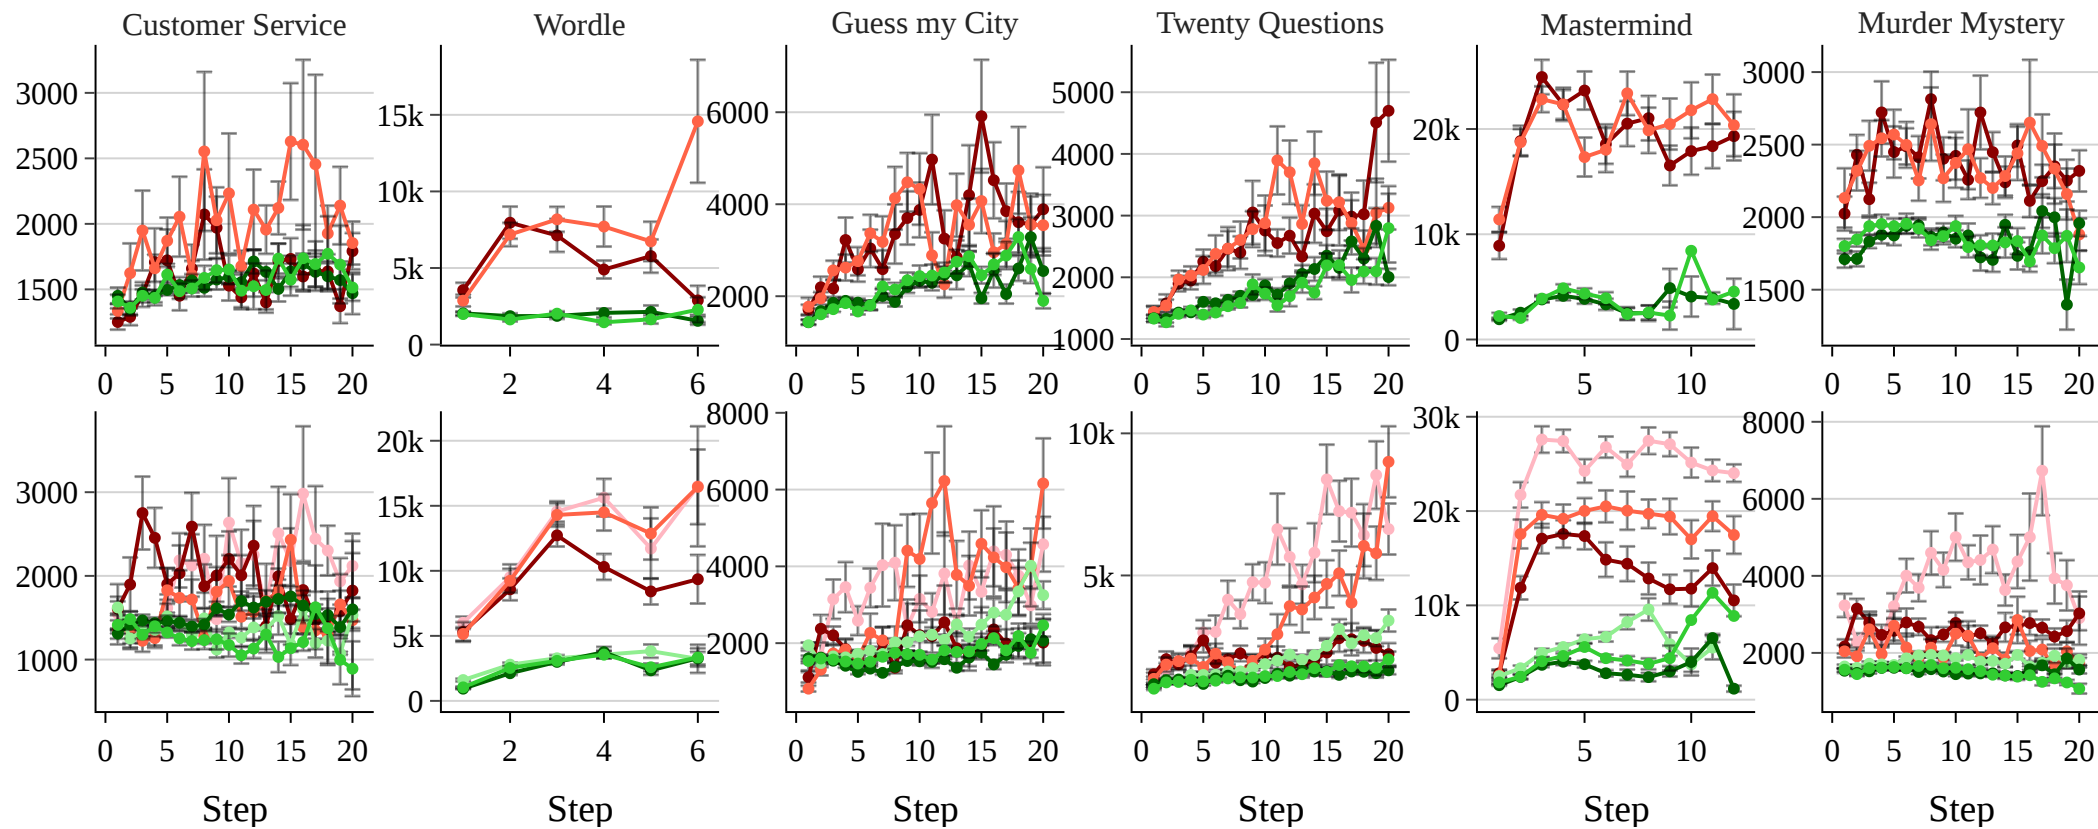 Customer Service Wordle Guess my City Twenty Questions Mastermind Murder Mystery
3000 2500 2000 1500
15k 10k 5k 0
6000 4000 2000
5000 4000 3000 2000 1000
20k 10k 0
3000 2500 2000 1500
0 5 10 15 20 2 4 6 0 5 10 15 20 0 5 10 15 20 5 10 0 5 10 15 20
3000 2000 1000
20k 15k 10k 5k 0
8000 6000 4000 2000
10k 5k
30k 20k 10k 0
8000 6000 4000 2000
0 5 10 15 20 2 4 6 0 5 10 15 20 0 5 10 15 20 5 10 0 5 10 15 20
Step Step Step Step Step Step